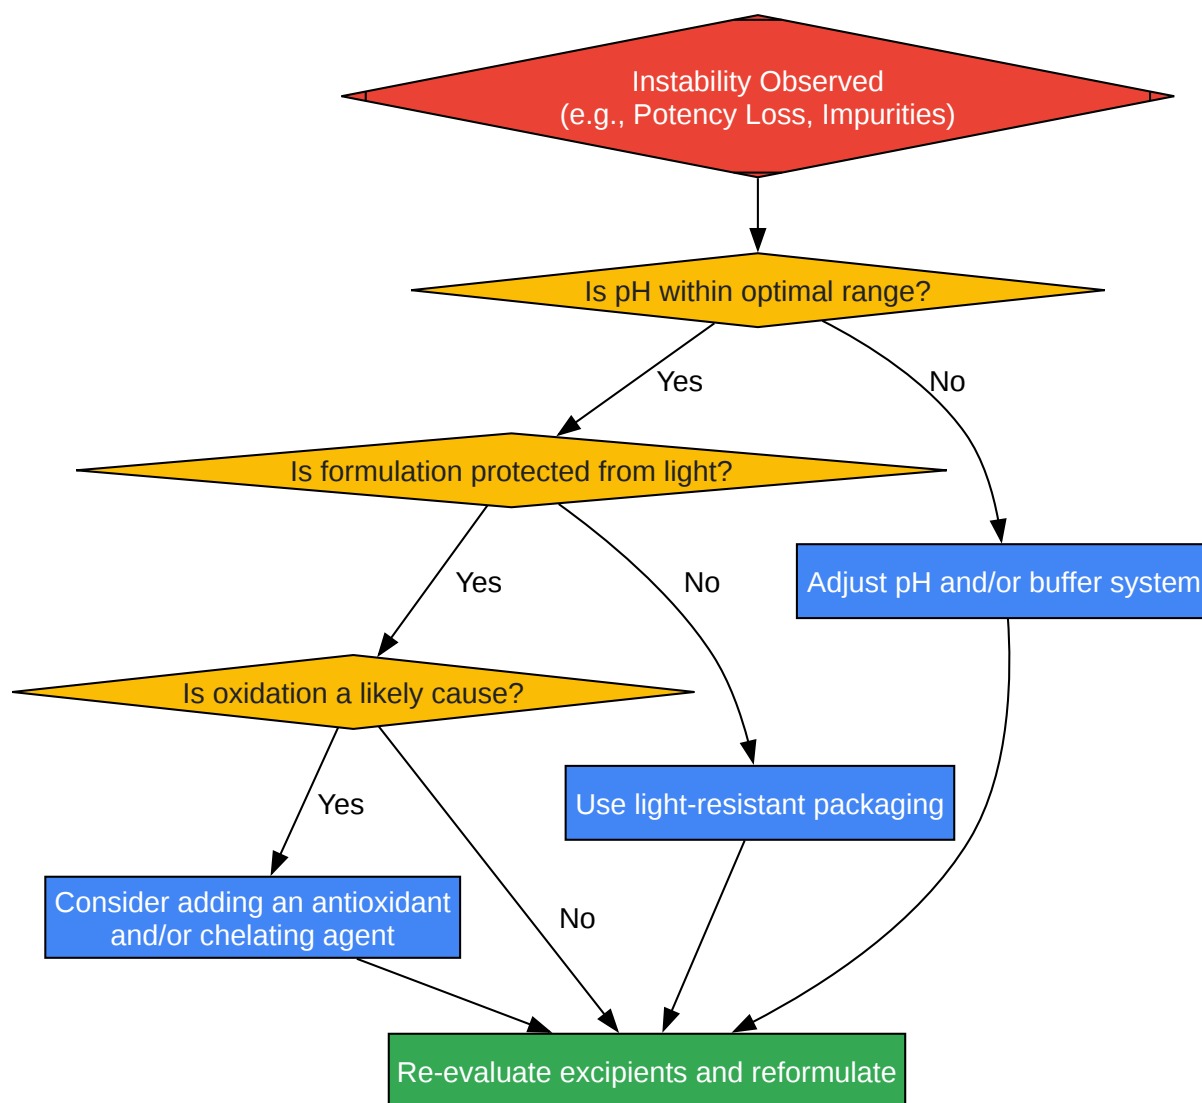 Instability Observed
(e.g., Potency Loss, Impurities)
Is pH within optimal range?
Yes
No
Is formulation protected from light?
Yes
No
Adjust pH and/or buffer system
Is oxidation a likely cause?
Yes
Use light-resistant packaging
Consider adding an antioxidant
and/or chelating agent
No
Re-evaluate excipients and reformulate